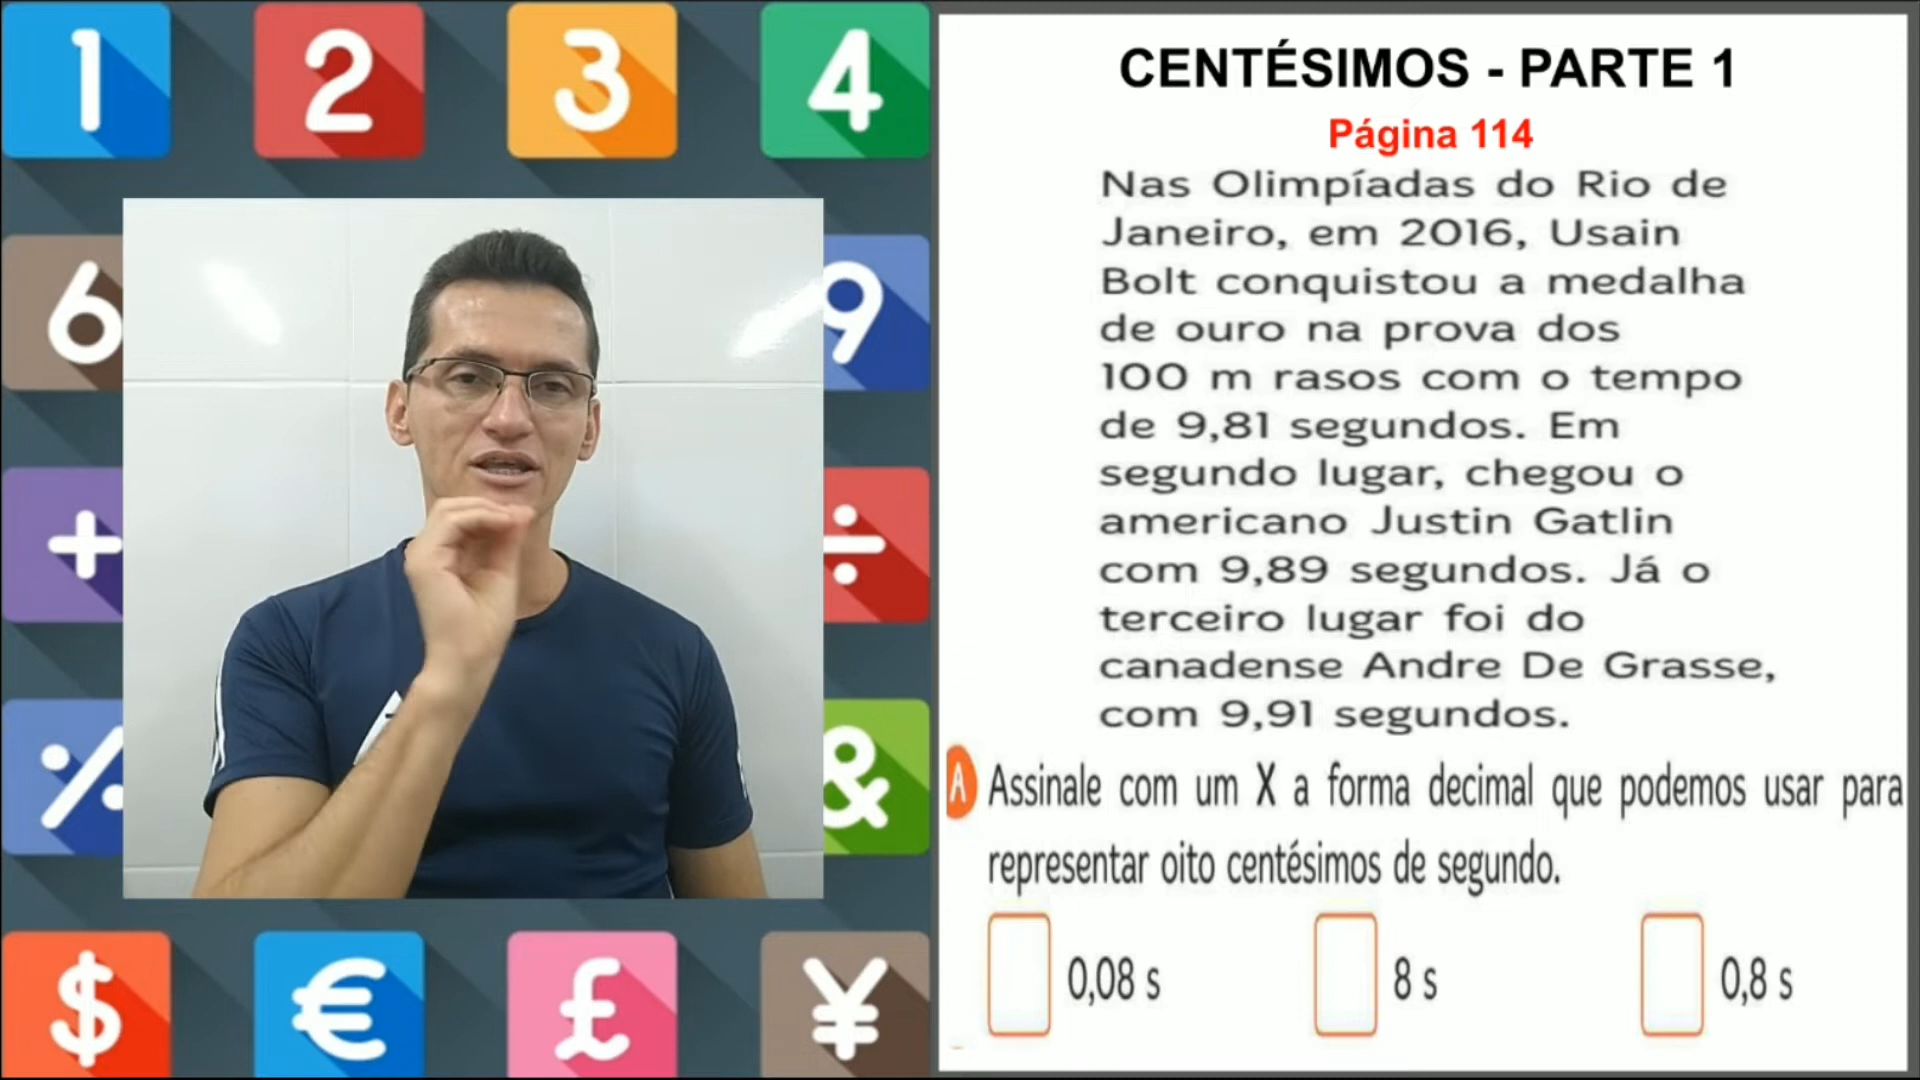 1 2 3 4
6 9
+ ÷
% &
$ € £ ¥
CENTÉSIMOS - PARTE 1
Página 114
Nas Olimpíadas do Rio de
Janeiro, em 2016, Usain
Bolt conquistou a medalha
de ouro na prova dos
100 m rasos com o tempo
de 9,81 segundos. Em
segundo lugar, chegou o
americano Justin Gatlin
com 9,89 segundos. Já o
terceiro lugar foi do
canadense Andre De Grasse,
com 9,91 segundos.
A Assinale com um X a forma decimal que podemos usar para
representar oito centésimos de segundo.
0,08 s 8 s 0,8 s